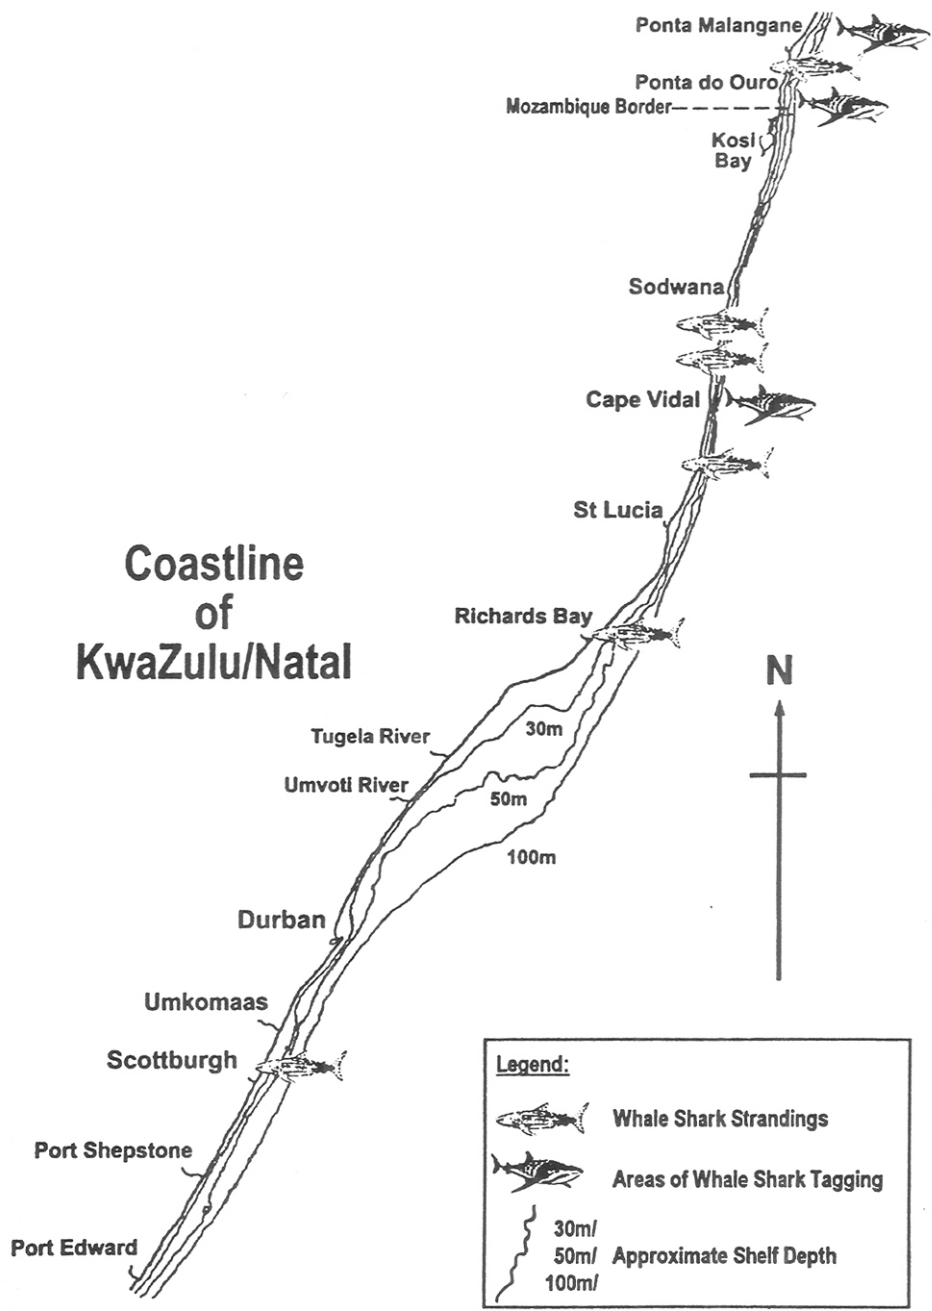 Ponta Malangane
Ponta do Ouro
Mozambique Border
Kosi
Bay
Sodwana
Cape Vidal
St Lucia
Coastline
of
KwaZulu/Natal
Richards Bay
N
30m
Tugela River
Umvoti River
50m
100m
Durban
Umkomaas
Scottburgh
Port Shepstone
Port Edward
Legend:
Whale Shark Strandings
Areas of Whale Shark Tagging
30m/
50m/ Approximate Shelf Depth
100m/